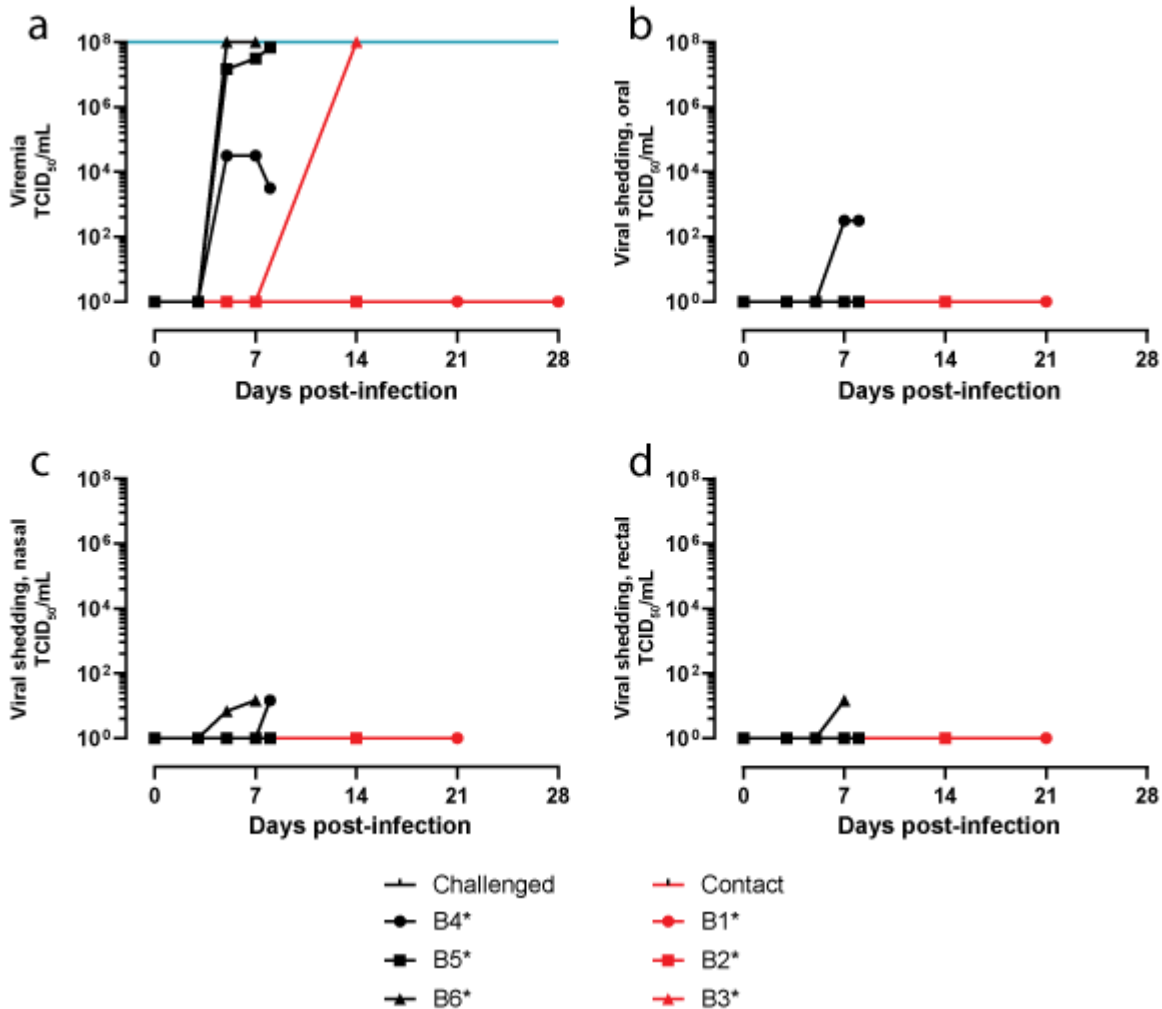 a
Viremia
TCID₅₀/mL
10⁸
10⁶
10⁴
10²
10⁰
0 7 14 21 28
Days post-infection
b
Viral shedding, oral
TCID₅₀/mL
10⁸
10⁶
10⁴
10²
10⁰
0 7 14 21 28
Days post-infection
c
Viral shedding, nasal
TCID₅₀/mL
10⁸
10⁶
10⁴
10²
10⁰
0 7 14 21 28
Days post-infection
d
Viral shedding, rectal
TCID₅₀/mL
10⁸
10⁶
10⁴
10²
10⁰
0 7 14 21 28
Days post-infection
Challenged
B4*
B5*
B6*
Contact
B1*
B2*
B3*